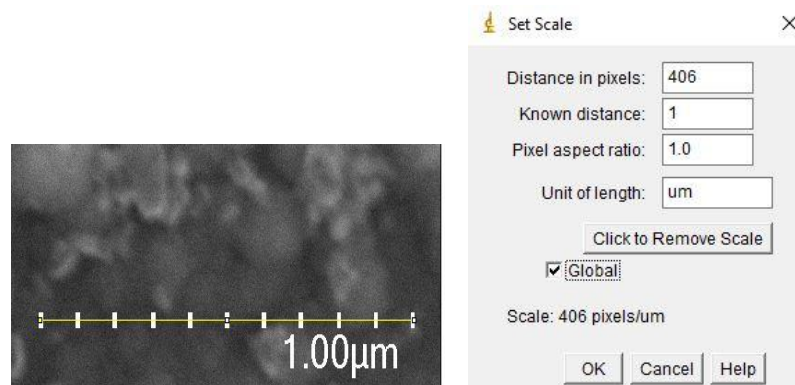 Set Scale
Distance in pixels: 406
Known distance: 1
Pixel aspect ratio: 1.0
Unit of length: um
Click to Remove Scale
Global
Scale: 406 pixels/um
OK Cancel Help
1.00µm